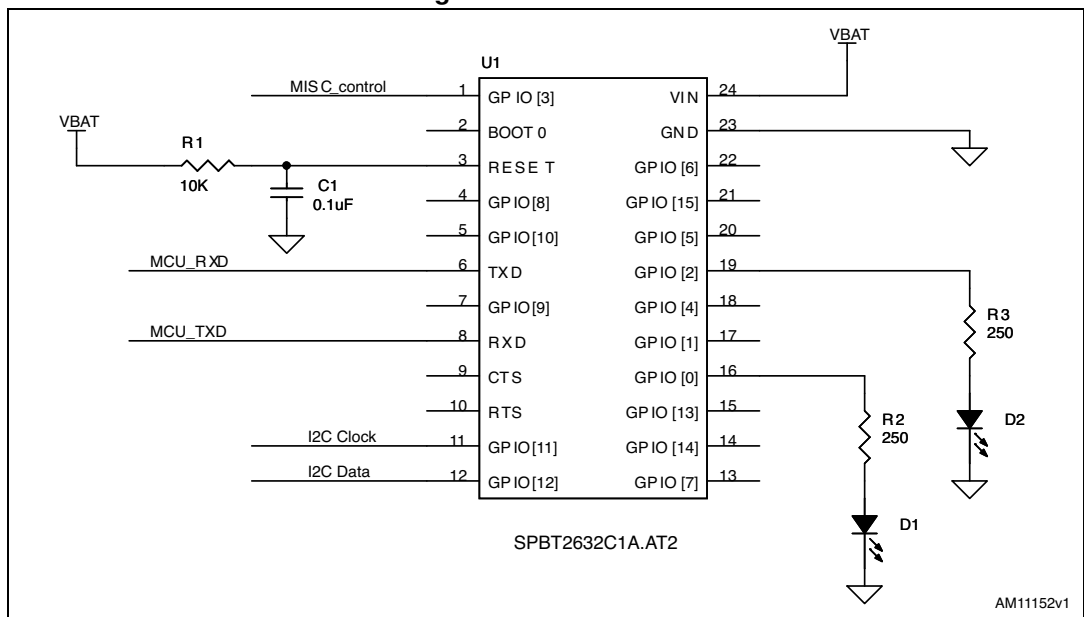 VBAT
U1
MISC_control
1
GPIO [3]
VIN
24
2
BOOT 0
GND
23
VBAT
R1
10K
3
RESET
GPIO [6]
22
C1
0.1uF
4
GPIO[8]
GPIO [15]
21
5
GPIO[10]
GPIO [5]
20
MCU_RXD
6
TXD
GPIO [2]
19
7
GPIO[9]
GPIO [4]
18
R3
250
MCU_TXD
8
RXD
GPIO [1]
17
9
CTS
GPIO [0]
16
10
RTS
GPIO [13]
15
R2
250
D2
I2C Clock
11
GPIO[11]
GPIO [14]
14
I2C Data
12
GPIO[12]
GPIO [7]
13
D1
SPBT2632C1A.AT2
AM11152v1